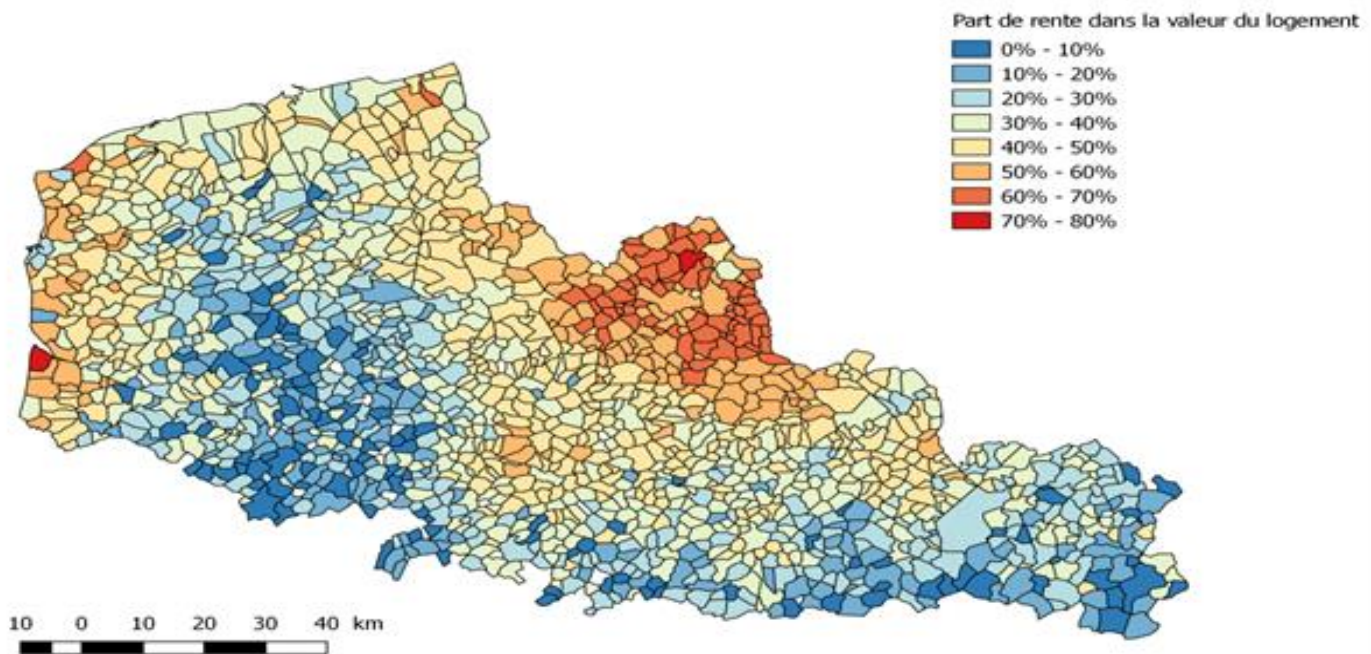 Part de rente dans la valeur du logement
0% - 10%
10% - 20%
20% - 30%
30% - 40%
40% - 50%
50% - 60%
60% - 70%
70% - 80%
10 0 10 20 30 40 km